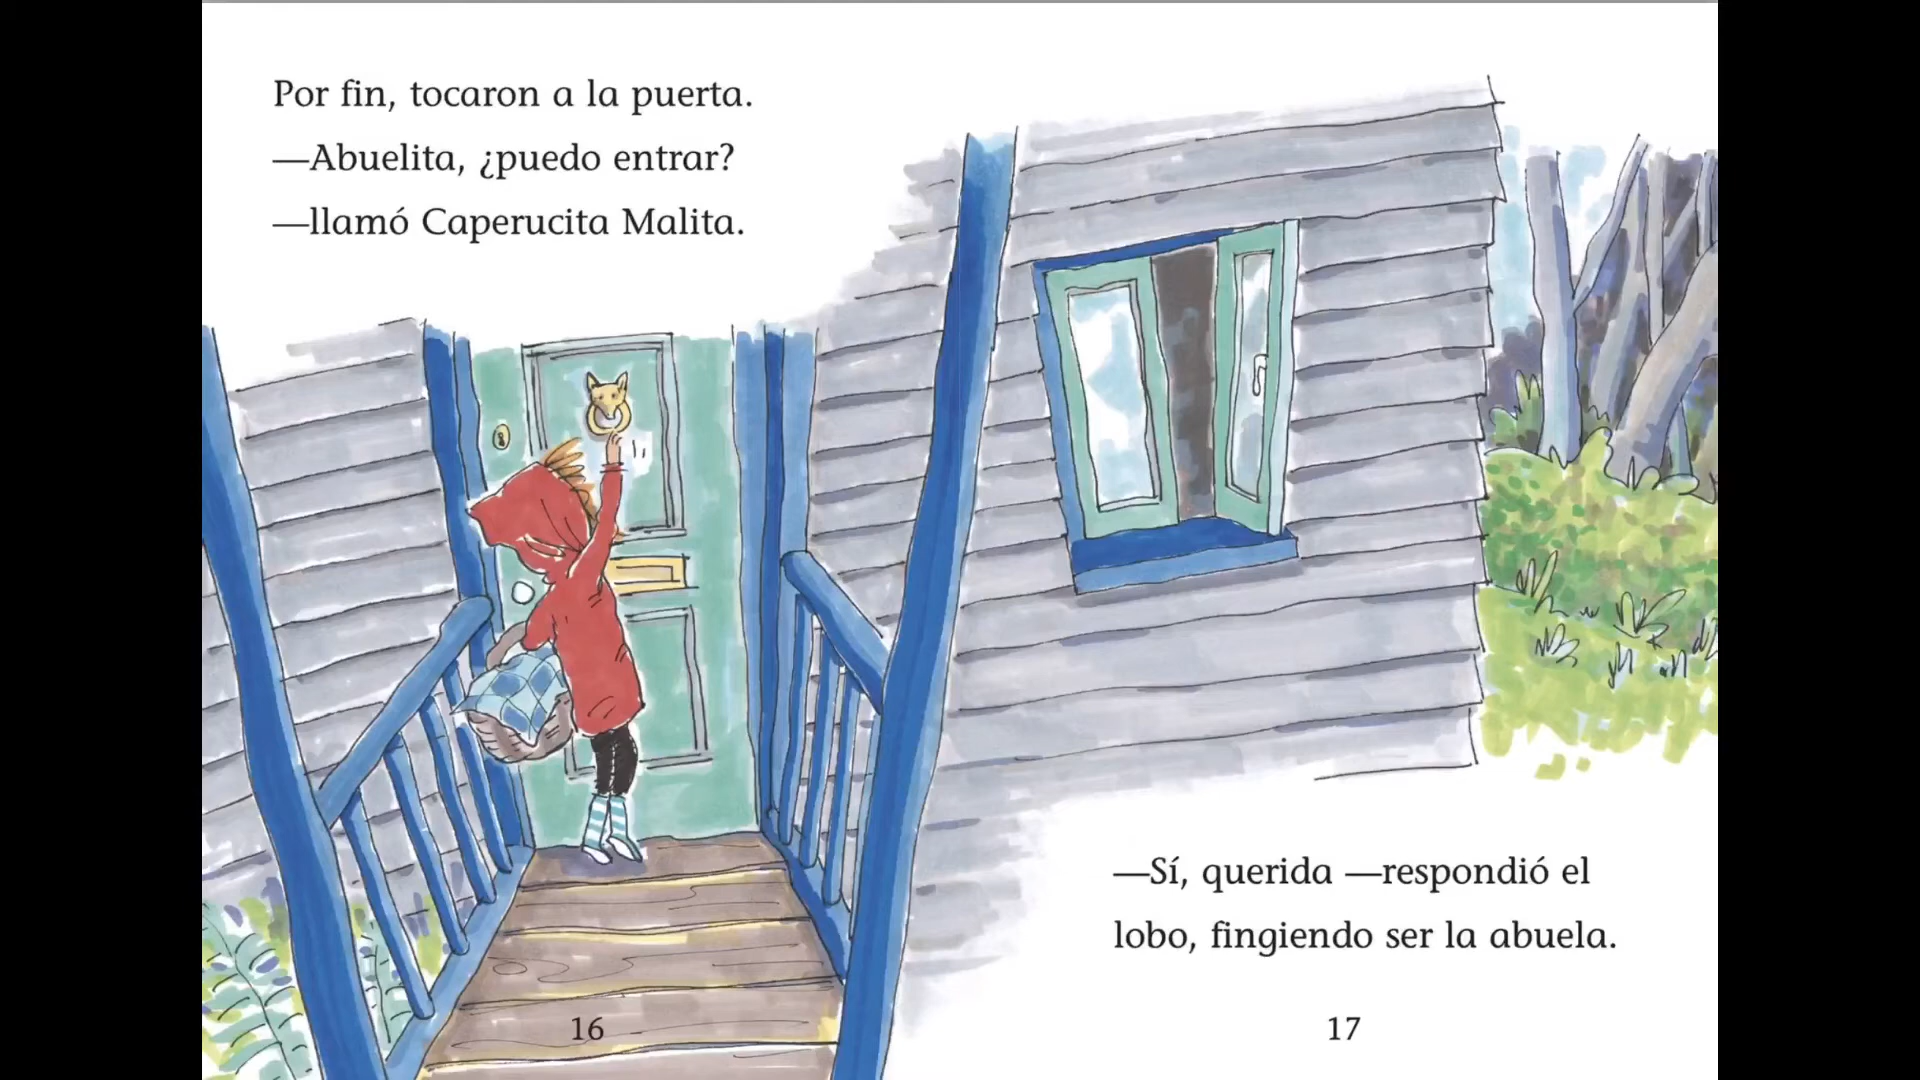 Por fin, tocaron a la puerta.
—Abuelita, ¿puedo entrar?
—llamó Caperucita Malita.
—Sí, querida —respondió el
lobo, fingiendo ser la abuela.
16
17